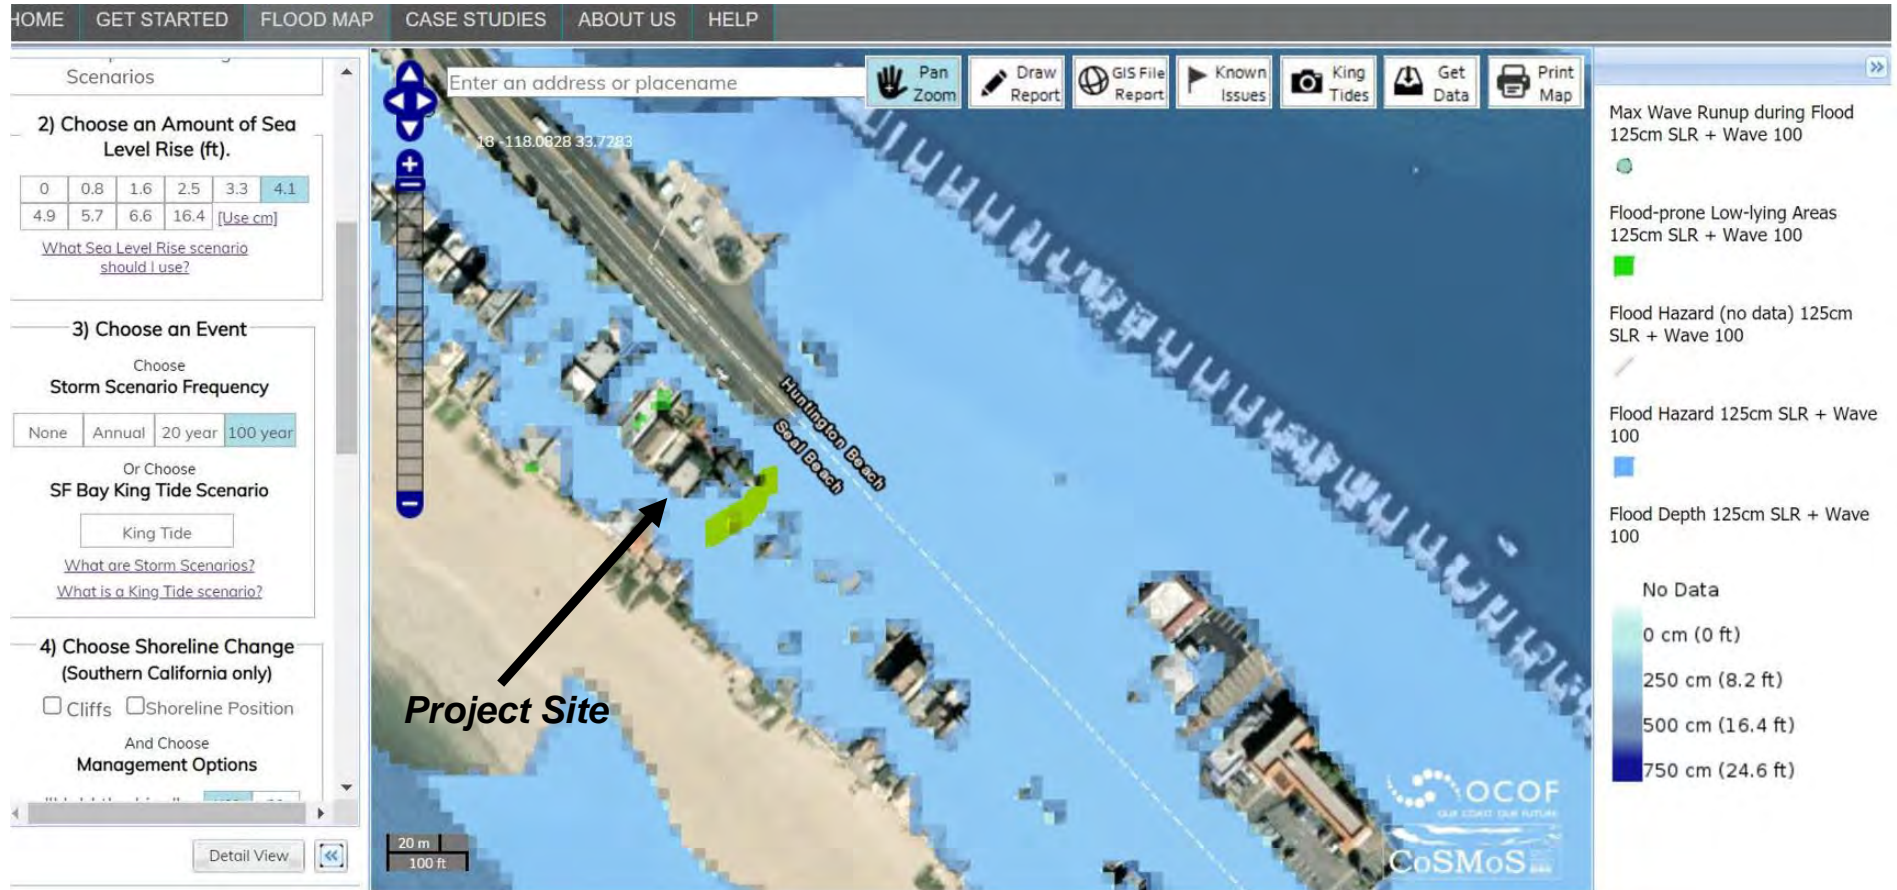 HOME GET STARTED FLOOD MAP CASE STUDIES ABOUT US HELP
Scenarios
2) Choose an Amount of Sea
Level Rise (ft).
0 0.8 1.6 2.5 3.3 4.1
4.9 5.7 6.6 16.4 [Use cm]
What Sea Level Rise scenario
should I use?
3) Choose an Event
Choose
Storm Scenario Frequency
None Annual 20 year 100 year
Or Choose
SF Bay King Tide Scenario
King Tide
What are Storm Scenarios?
What is a King Tide scenario?
4) Choose Shoreline Change
(Southern California only)
Cliffs Shoreline Position
And Choose
Management Options
Detail View
Enter an address or placename
Pan
Zoom
Draw
Report
GIS File
Report
Known
Issues
King
Tides
Get
Data
Print
Map
18 -118.0828 33.7283
Huntington Beach
Seal Beach
Project Site
20 m
100 ft
OCOF
OUR COAST OUR FUTURE
CoSMoS
Max Wave Runup during Flood
125cm SLR + Wave 100
Flood-prone Low-lying Areas
125cm SLR + Wave 100
Flood Hazard (no data) 125cm
SLR + Wave 100
Flood Hazard 125cm SLR + Wave
100
Flood Depth 125cm SLR + Wave
100
No Data
0 cm (0 ft)
250 cm (8.2 ft)
500 cm (16.4 ft)
750 cm (24.6 ft)